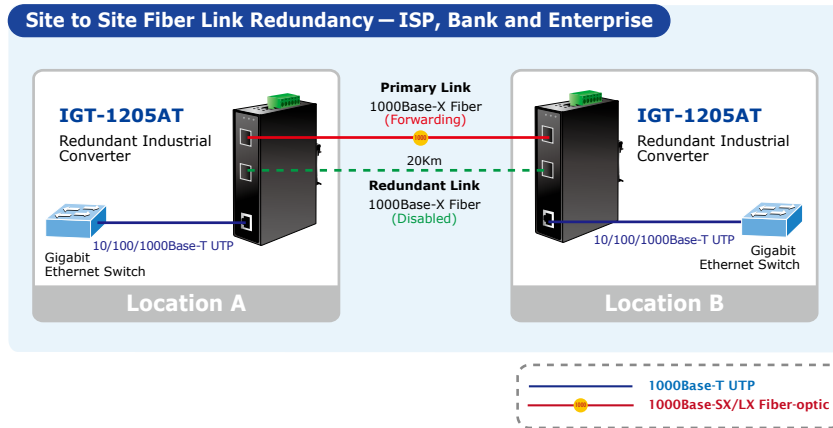 Site to Site Fiber Link Redundancy — ISP, Bank and Enterprise
IGT-1205AT
Redundant Industrial
Converter
10/100/1000Base-T UTP
Gigabit
Ethernet Switch
Location A
Primary Link
1000Base-X Fiber
(Forwarding)
1000
20Km
Redundant Link
1000Base-X Fiber
(Disabled)
IGT-1205AT
Redundant Industrial
Converter
10/100/1000Base-T UTP
Gigabit
Ethernet Switch
Location B
1000Base-T UTP
1000
1000Base-SX/LX Fiber-optic